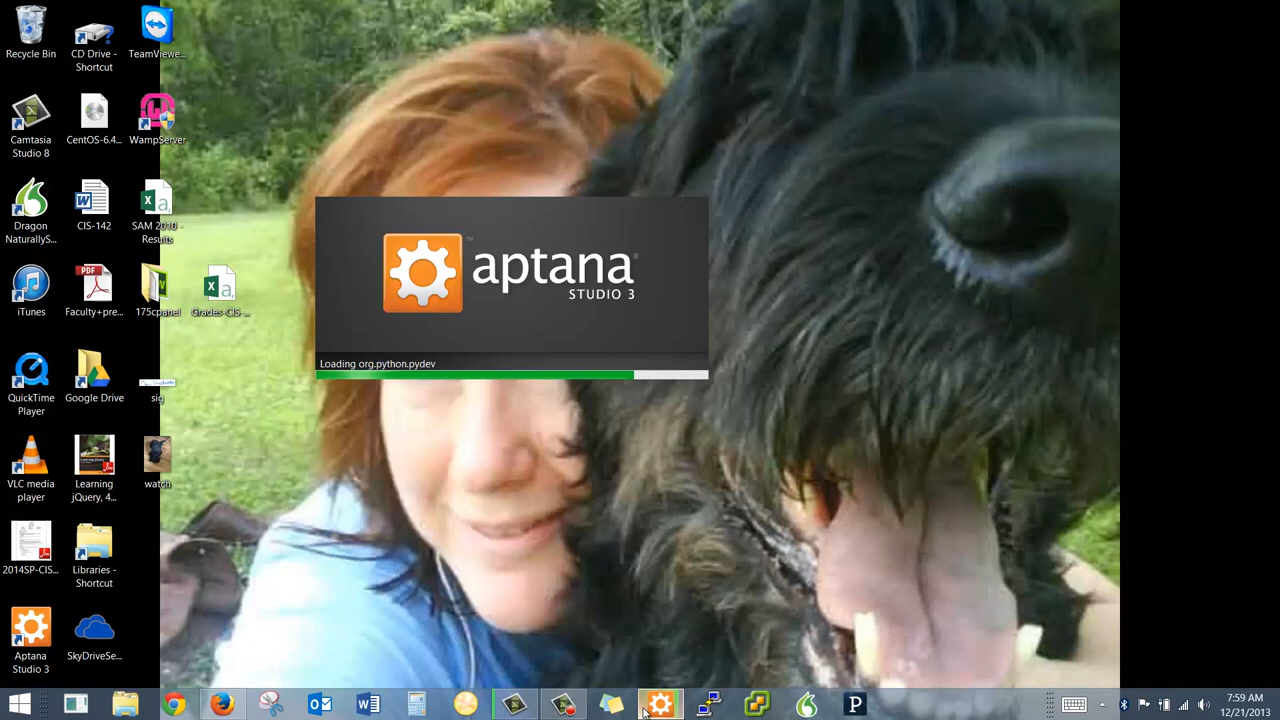 Recycle Bin
CD Drive -
Shortcut
TeamViewe...
Camtasia
Studio 8
CentOS-6.4...
WampServer
Dragon
NaturallyS...
CIS-142
SAM 2010 -
Results
iTunes
PDF
Faculty+pre...
175cpanel
Grades-CIS-...
QuickTime
Player
Google Drive
sig
VLC media
player
Learning
jQuery, 4...
watch
2014SP-CIS...
Libraries -
Shortcut
Aptana
Studio 3
SkyDriveSe...
aptana
STUDIO 3
Loading org.python.pydev
7:59 AM
12/21/2013